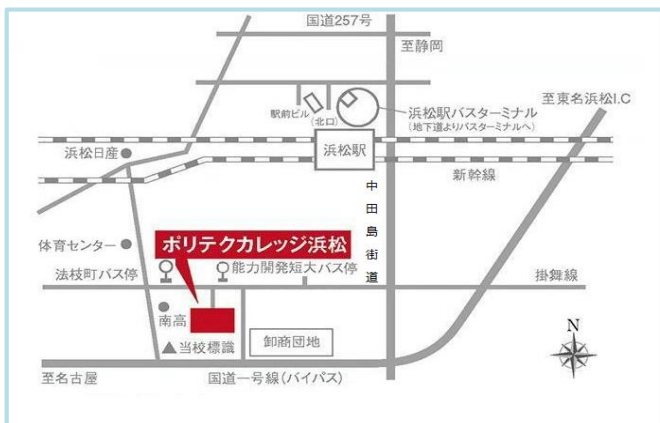 国道257号
至静岡
至東名浜松I.C
駅前ビル
(北口)
浜松駅バスターミナル
(地下道よりバスターミナルへ)
浜松日産
浜松駅
新幹線
中田島街道
体育センター
ポリテクカレッジ浜松
法枝町バス停
能力開発短大バス停
掛舞線
南高
当校標識
卸商団地
N
至名古屋
国道一号線(バイパス)